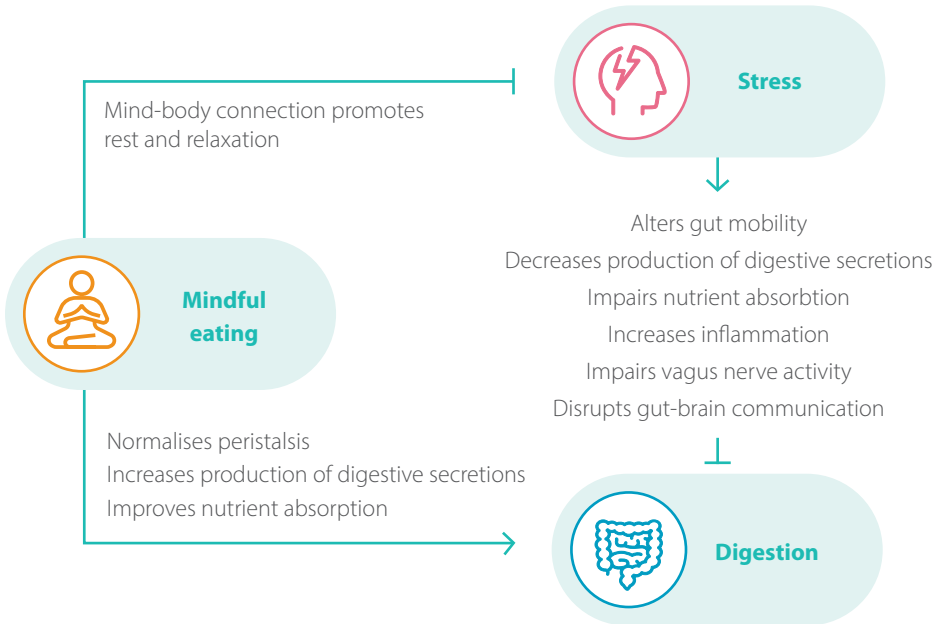 Stress
Mind-body connection promotes
rest and relaxation
Alters gut mobility
Decreases production of digestive secretions
Impairs nutrient absorbtion
Increases inflammation
Impairs vagus nerve activity
Disrupts gut-brain communication
Mindful
eating
Normalises peristalsis
Increases production of digestive secretions
Improves nutrient absorption
Digestion